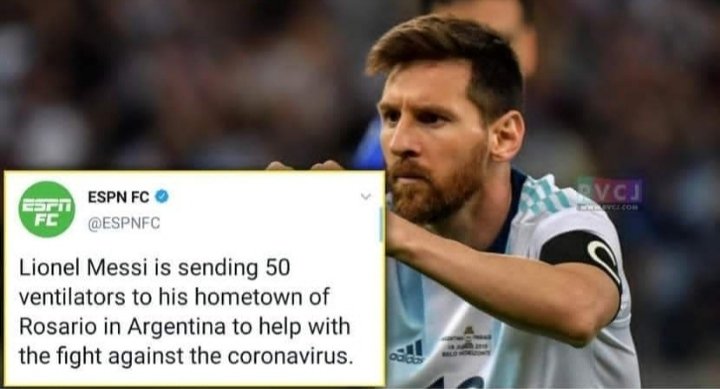 ESPN FC
@ESPNFC
ESPN
FC
Lionel Messi is sending 50
ventilators to his hometown of
Rosario in Argentina to help with
the fight against the coronavirus.
RVCJ
WWW.RVCJ.COM
adidas